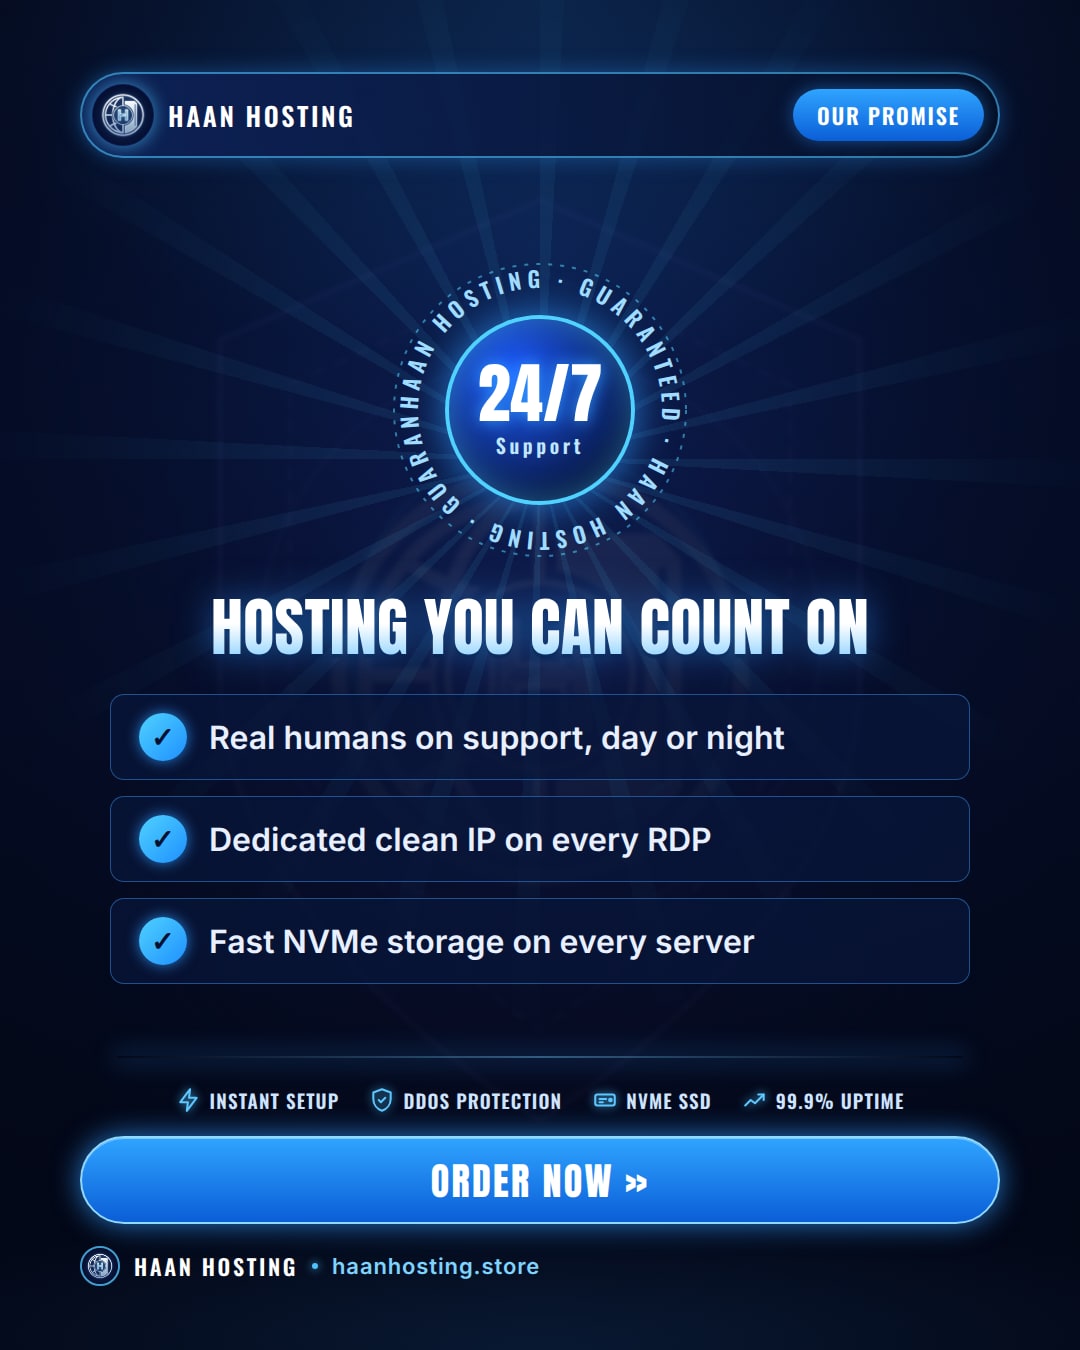 HAAN HOSTING
OUR PROMISE
HAAN HOSTING · GUARANTEED · HAAN HOSTING · GUARAN
24/7
Support
HOSTING YOU CAN COUNT ON
✓ Real humans on support, day or night
✓ Dedicated clean IP on every RDP
✓ Fast NVMe storage on every server
INSTANT SETUP DDOS PROTECTION NVME SSD 99.9% UPTIME
ORDER NOW »
HAAN HOSTING • haanhosting.store